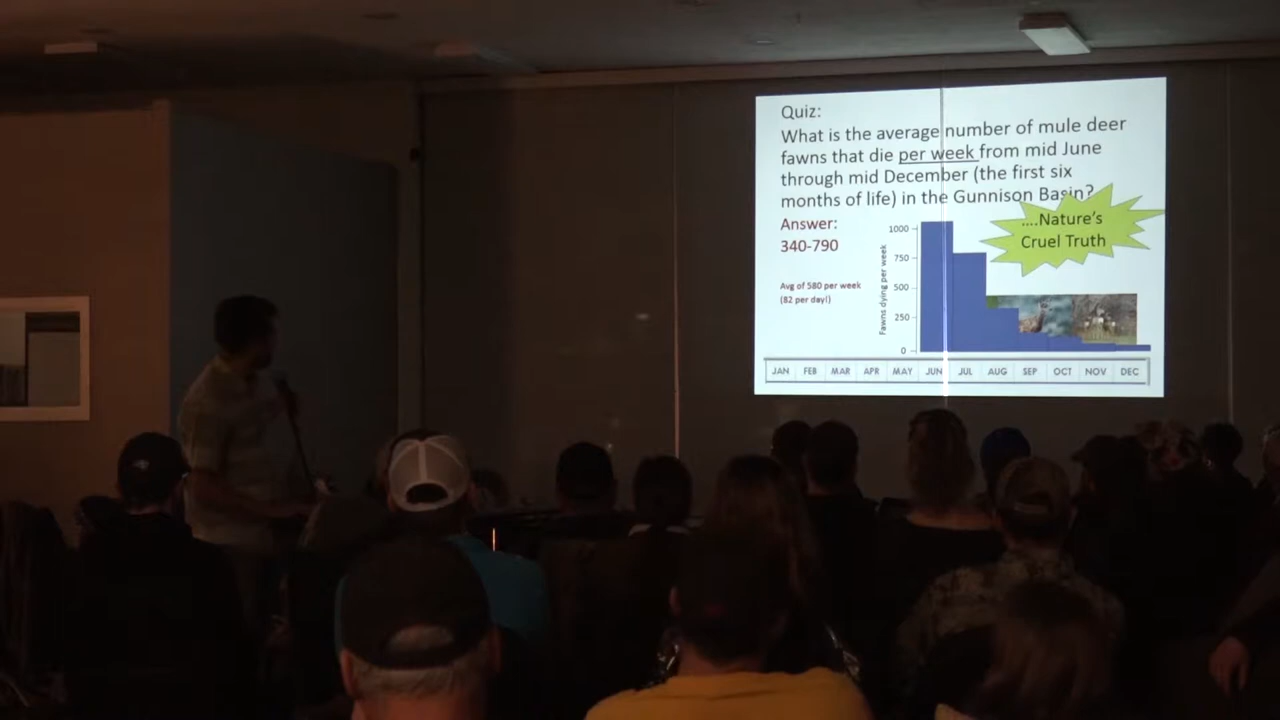 Quiz:
What is the average number of mule deer
fawns that die per week from mid June
through mid December (the first six
months of life) in the Gunnison Basin?
Answer:
340-790
....Nature's
Cruel Truth
Avg of 580 per week
(82 per day!)
Fawns dying per week
1000
750
500
250
0
JAN FEB MAR APR MAY JUN JUL AUG SEP OCT NOV DEC